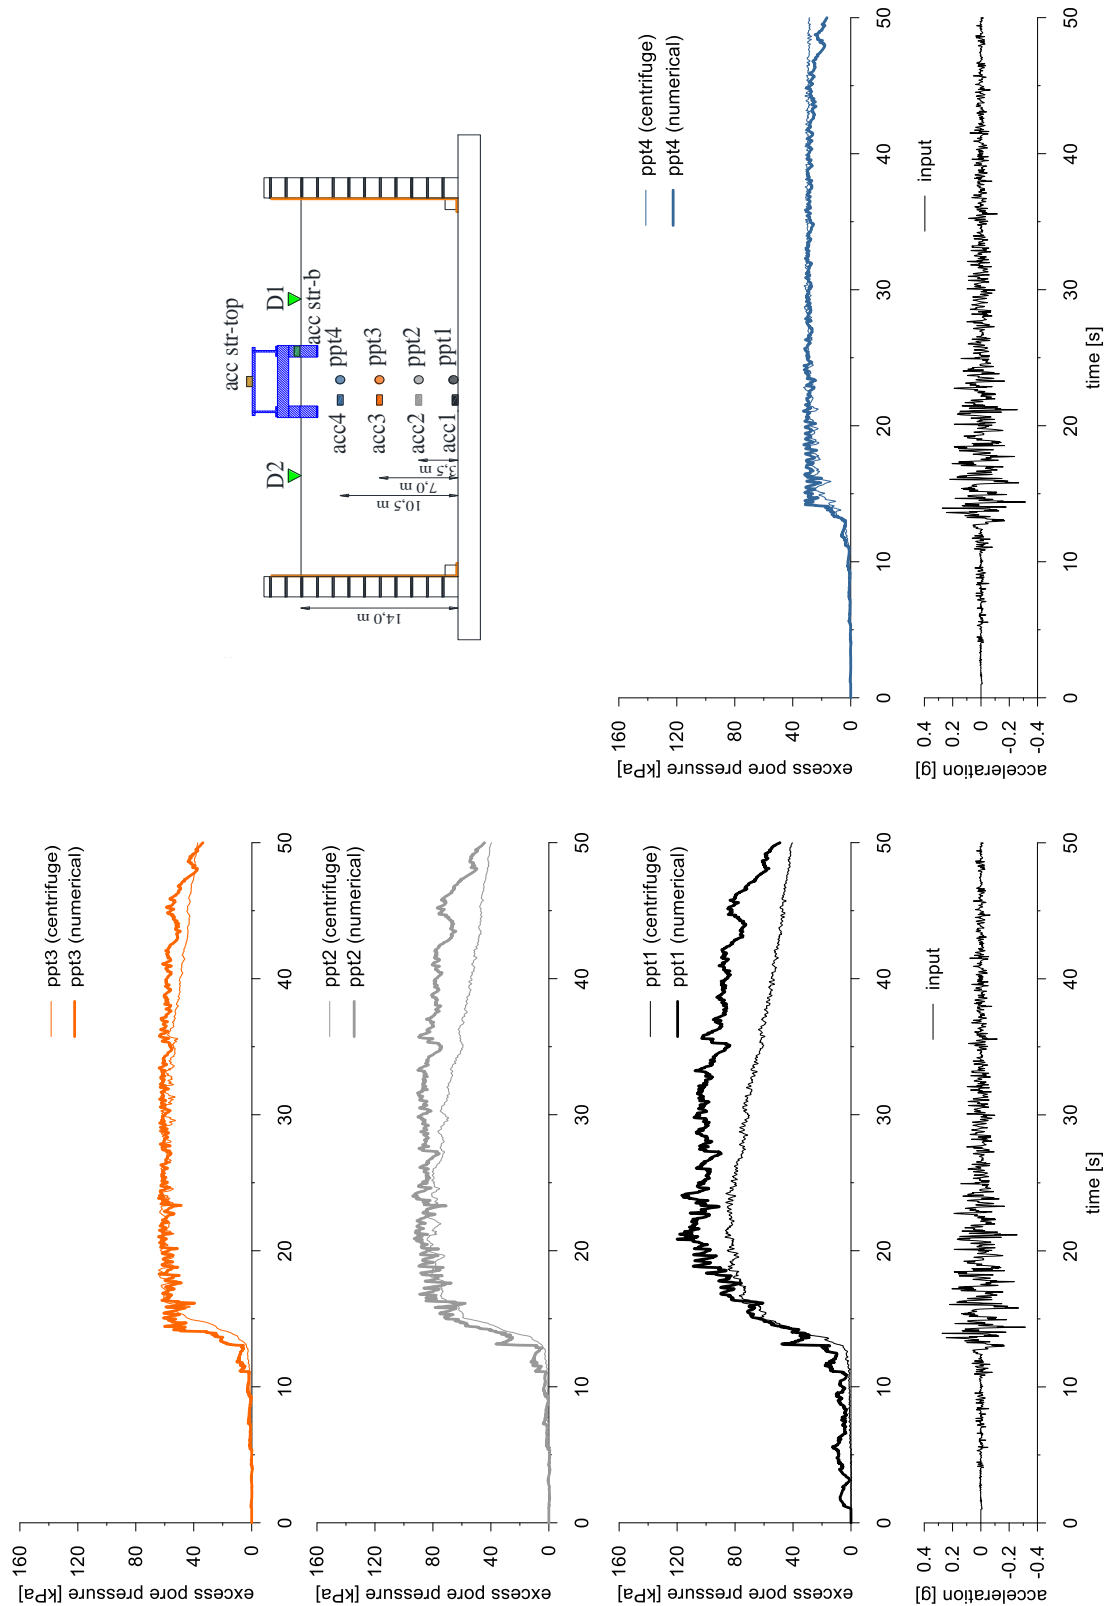 ppt3 (centrifuge)
ppt3 (numerical)
excess pore pressure [kPa]
160
120
80
40
0
0
10
20
30
40
50
ppt2 (centrifuge)
ppt2 (numerical)
excess pore pressure [kPa]
160
120
80
40
0
0
10
20
30
40
50
ppt1 (centrifuge)
ppt1 (numerical)
excess pore pressure [kPa]
160
120
80
40
0
0
10
20
30
40
50
input
acceleration [g]
0.4
0.2
0
-0.2
-0.4
0
10
20
30
40
50
time [s]
acc str-top
D2
D1
acc str-b
acc4
ppt4
acc3
ppt3
acc2
ppt2
acc1
ppt1
14,0 m
10,5 m
7,0 m
3,5 m
ppt4 (centrifuge)
ppt4 (numerical)
excess pore pressure [kPa]
160
120
80
40
0
0
10
20
30
40
50
input
acceleration [g]
0.4
0.2
0
-0.2
-0.4
0
10
20
30
40
50
time [s]